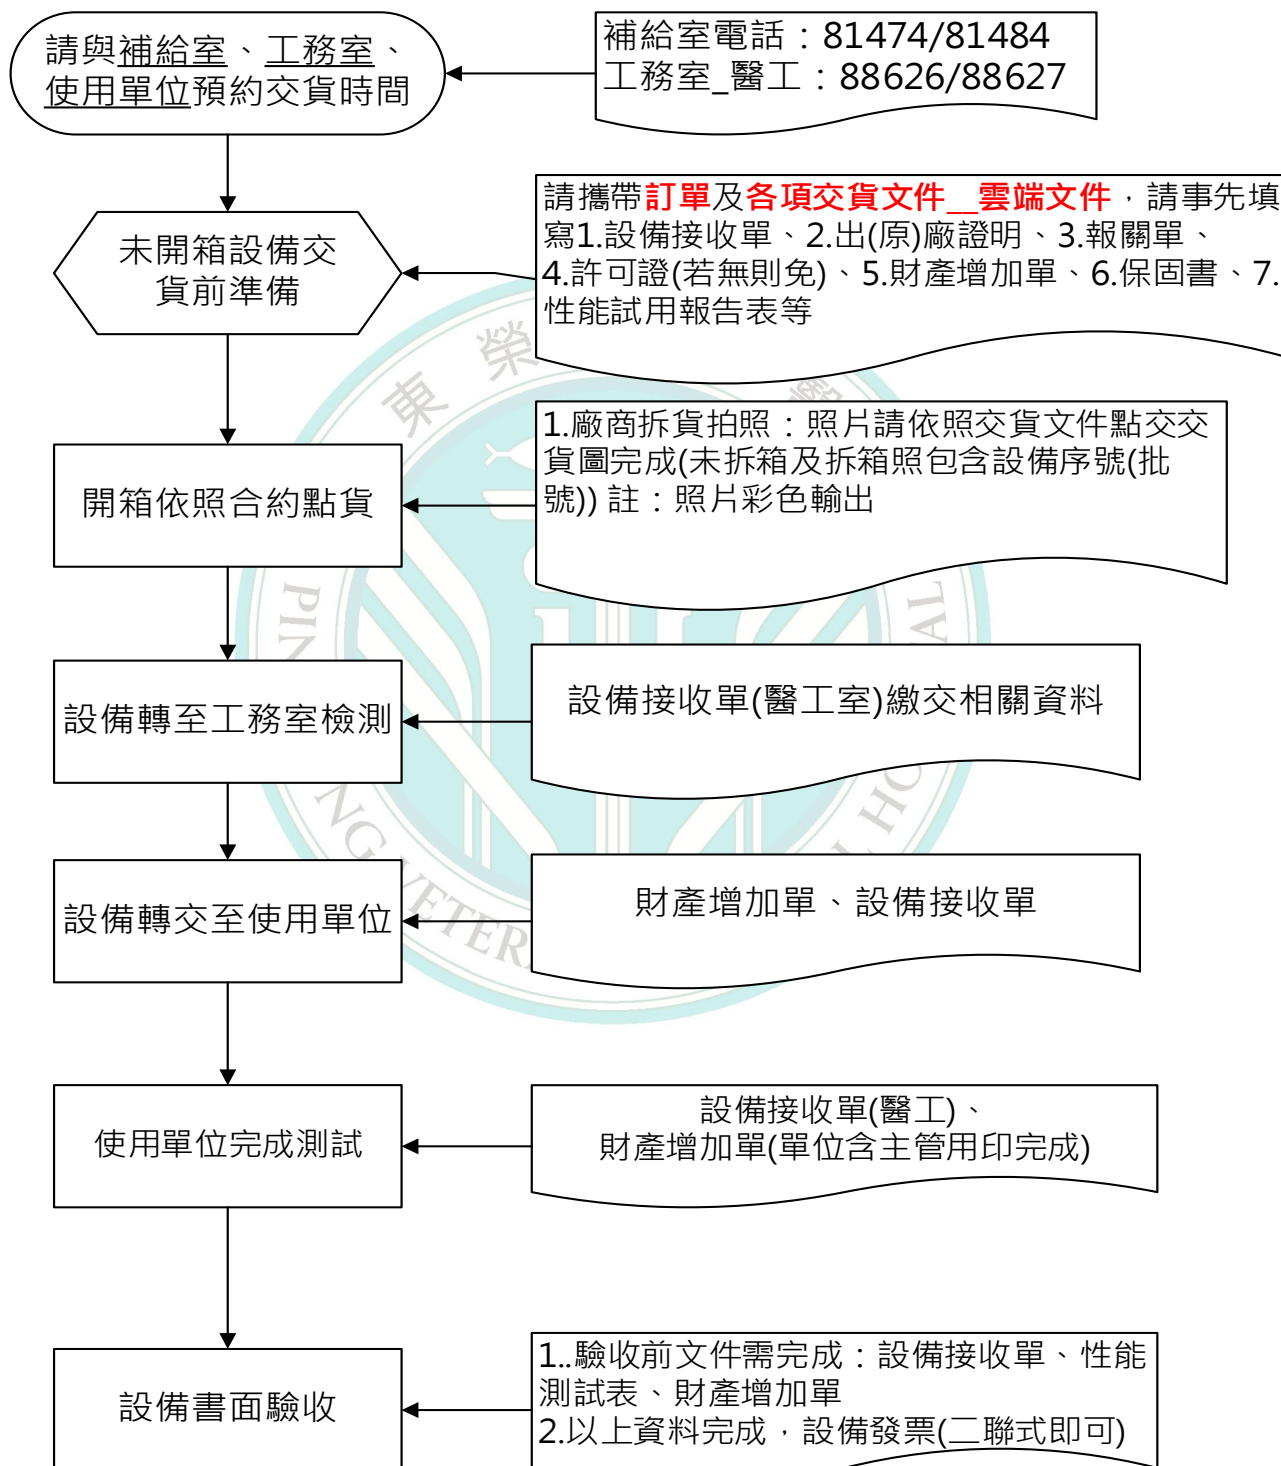 請與補給室、工務室、
使用單位預約交貨時間
補給室電話：81474/81484
工務室_醫工：88626/88627
未開箱設備交
貨前準備
請攜帶訂單及各項交貨文件__雲端文件，請事先填
寫1.設備接收單、2.出(原)廠證明、3.報關單、
4.許可證(若無則免)、5.財產增加單、6.保固書、7.
性能試用報告表等
東 榮
開箱依照合約點貨
1.廠商拆貨拍照：照片請依照交貨文件點交交
貨圖完成(未拆箱及拆箱照包含設備序號(批
號)) 註：照片彩色輸出
設備轉至工務室檢測
設備接收單(醫工室)繳交相關資料
設備轉交至使用單位
財產增加單、設備接收單
使用單位完成測試
設備接收單(醫工)、
財產增加單(單位含主管用印完成)
設備書面驗收
1..驗收前文件需完成：設備接收單、性能
測試表、財產增加單
2.以上資料完成，設備發票(二聯式即可)